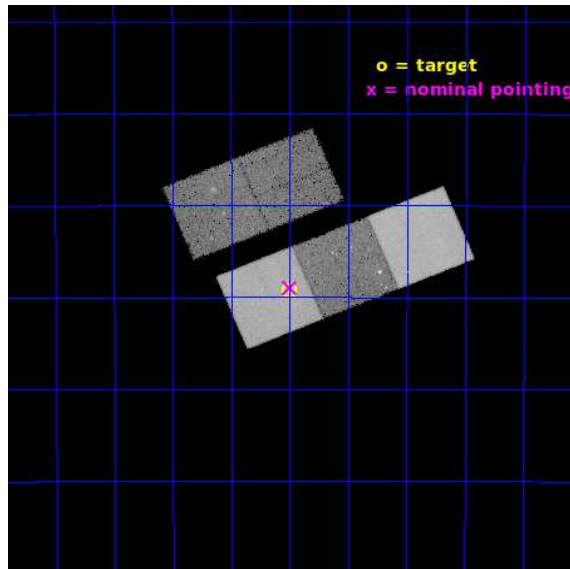 o = target
x = nominal pointing